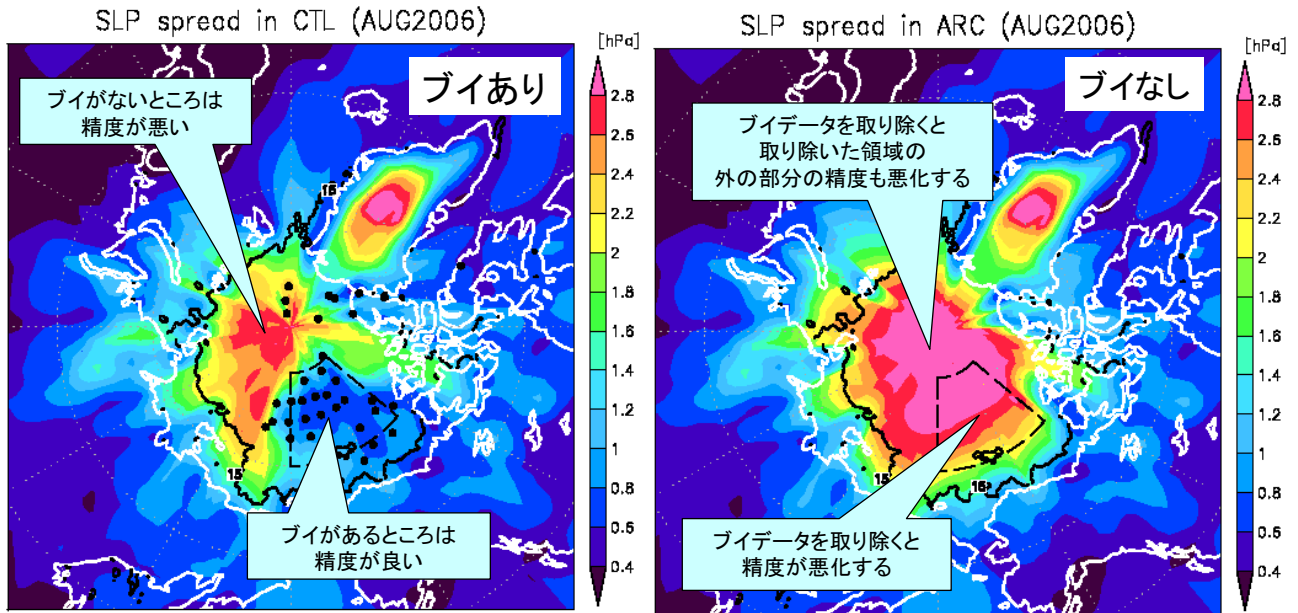 SLP spread in CTL (AUG2006)
[hPa]
ブイあり
ブイがないところは
精度が悪い
15
15
ブイがあるところは
精度が良い
2.8
2.6
2.4
2.2
2
1.8
1.6
1.4
1.2
1
0.8
0.6
0.4
SLP spread in ARC (AUG2006)
[hPa]
ブイなし
ブイデータを取り除くと
取り除いた領域の
外の部分の精度も悪化する
15
15
ブイデータを取り除くと
精度が悪化する
2.8
2.6
2.4
2.2
2
1.8
1.6
1.4
1.2
1
0.8
0.6
0.4